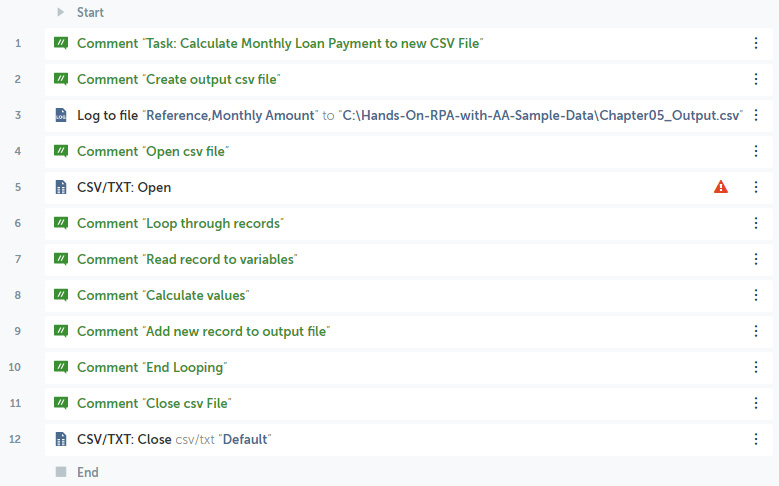 Start
1 Comment "Task: Calculate Monthly Loan Payment to new CSV File"
2 Comment "Create output csv file"
3 LOG Log to file "Reference,Monthly Amount" to "C:\Hands-On-RPA-with-AA-Sample-Data\Chapter05_Output.csv"
4 Comment "Open csv file"
5 CSV/TXT: Open
6 Comment "Loop through records"
7 Comment "Read record to variables"
8 Comment "Calculate values"
9 Comment "Add new record to output file"
10 Comment "End Looping"
11 Comment "Close csv File"
12 CSV/TXT: Close csv/txt "Default"
End